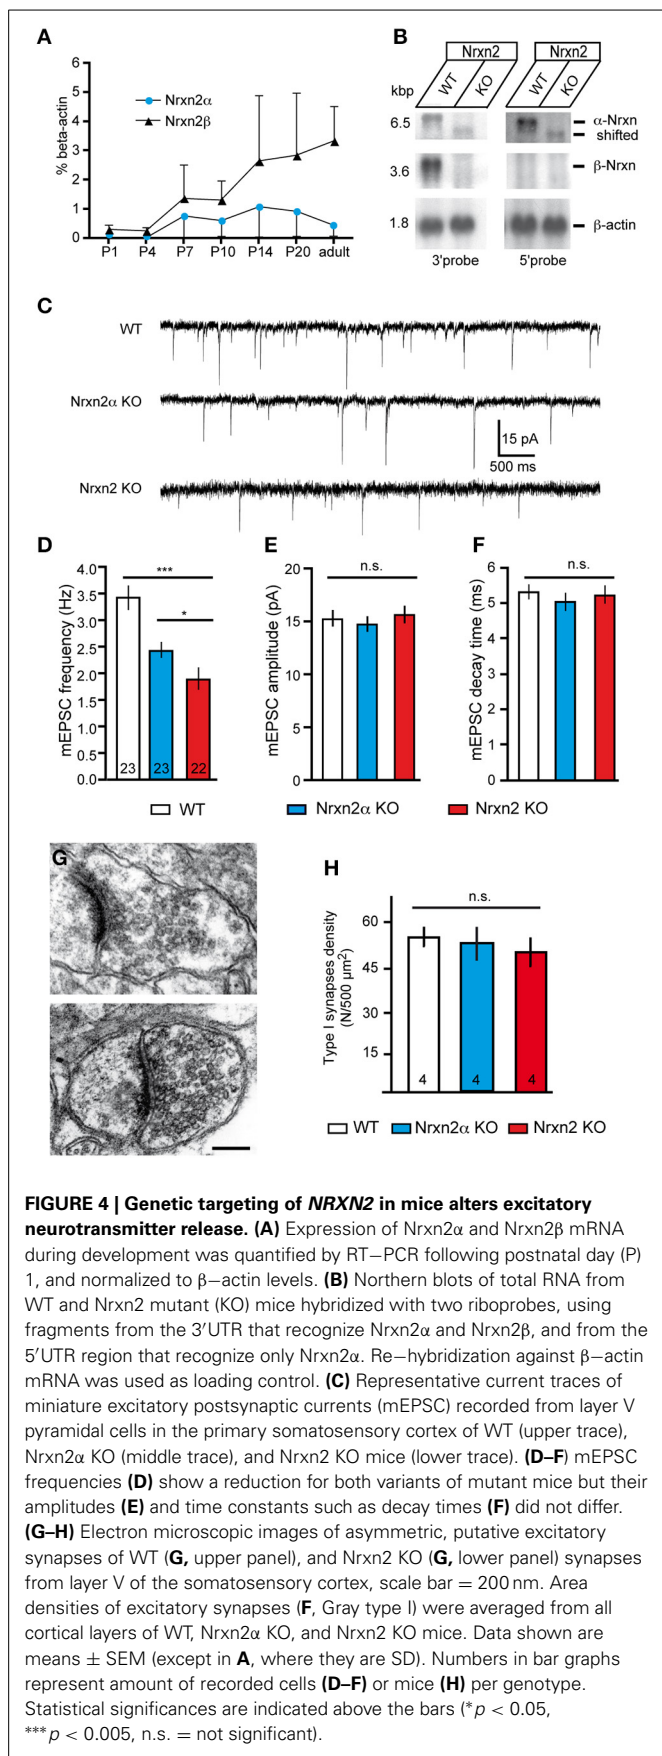 A
Nrxn2α
Nrxn2β
% beta-actin
6
5
4
3
2
1
0
P1 P4 P7 P10 P14 P20 adult
B
Nrxn2 Nrxn2
WT KO WT KO
kbp
6.5 α-Nrxn
shifted
3.6 β-Nrxn
1.8 β-actin
3'probe 5'probe
C
WT
Nrxn2α KO
15 pA
500 ms
Nrxn2 KO
D
mEPSC frequency (Hz)
4.0
3.5
3.0
2.5
2.0
1.5
1.0
0.5
0.0
***
*
23 23 22
E
mEPSC amplitude (pA)
20
15
10
5
0
n.s.
F
mEPSC decay time (ms)
6
5
4
3
2
1
0
n.s.
WT Nrxn2α KO Nrxn2 KO
G
H
Type I synapses density
(N/500 µm²)
60
45
30
15
n.s.
4 4 4
WT Nrxn2α KO Nrxn2 KO
FIGURE 4 | Genetic targeting of NRXN2 in mice alters excitatory
neurotransmitter release. (A) Expression of Nrxn2α and Nrxn2β mRNA
during development was quantified by RT−PCR following postnatal day (P)
1, and normalized to β−actin levels. (B) Northern blots of total RNA from
WT and Nrxn2 mutant (KO) mice hybridized with two riboprobes, using
fragments from the 3′UTR that recognize Nrxn2α and Nrxn2β, and from the
5′UTR region that recognize only Nrxn2α. Re−hybridization against β−actin
mRNA was used as loading control. (C) Representative current traces of
miniature excitatory postsynaptic currents (mEPSC) recorded from layer V
pyramidal cells in the primary somatosensory cortex of WT (upper trace),
Nrxn2α KO (middle trace), and Nrxn2 KO mice (lower trace). (D–F) mEPSC
frequencies (D) show a reduction for both variants of mutant mice but their
amplitudes (E) and time constants such as decay times (F) did not differ.
(G–H) Electron microscopic images of asymmetric, putative excitatory
synapses of WT (G, upper panel), and Nrxn2 KO (G, lower panel) synapses
from layer V of the somatosensory cortex, scale bar = 200 nm. Area
densities of excitatory synapses (F, Gray type I) were averaged from all
cortical layers of WT, Nrxn2α KO, and Nrxn2 KO mice. Data shown are
means ± SEM (except in A, where they are SD). Numbers in bar graphs
represent amount of recorded cells (D–F) or mice (H) per genotype.
Statistical significances are indicated above the bars (*p < 0.05,
***p < 0.005, n.s. = not significant).